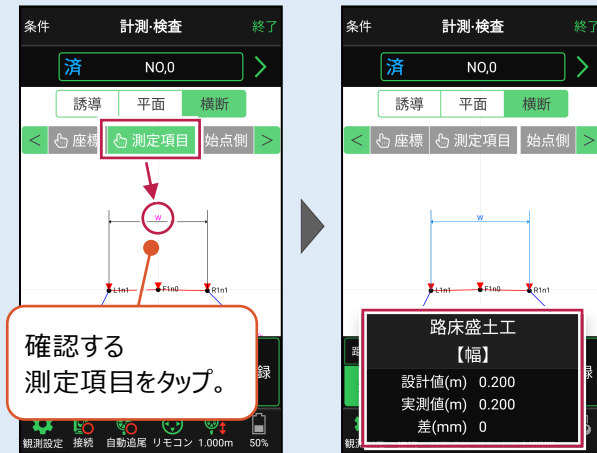 条件 計測・検査 終了
済 NO,0
誘導 平面 横断
< 座標 測定項目 始点側 >
W
L1n1 F1n0 R1n1
確認する
測定項目をタップ。
録
観測設定 接続 自動追尾 リモコン 1.000m 50%
条件 計測・検査 終了
済 NO,0
誘導 平面 横断
< 座標 測定項目 始点側 >
W
L1n1 F1n0 R1n1
路床盛土工
【幅】
設計値(m) 0.200
実測値(m) 0.200
差(mm) 0
録